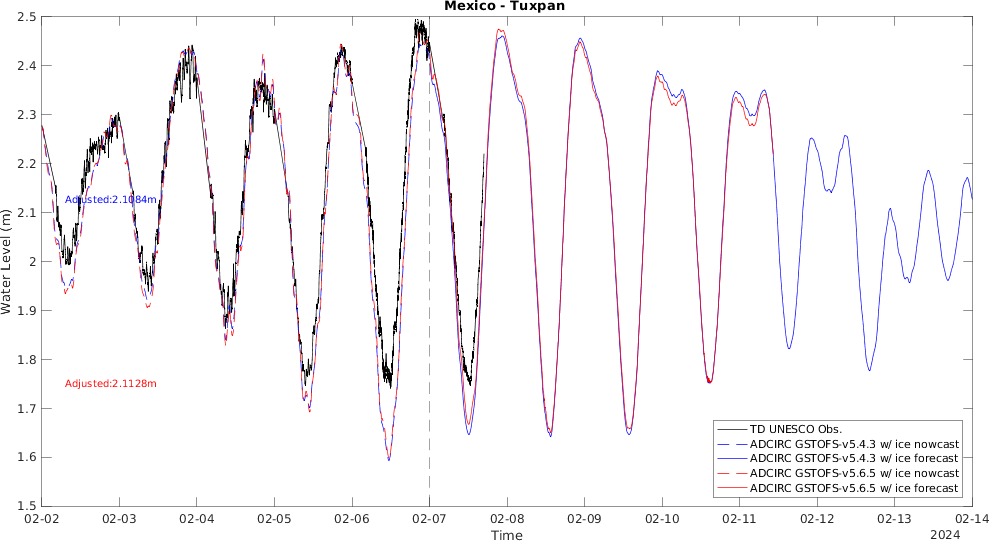 Mexico - Tuxpan
Water Level (m)
2.5
2.4
2.3
2.2
2.1
2
1.9
1.8
1.7
1.6
1.5
Adjusted:2.1084m
Adjusted:2.1128m
TD UNESCO Obs.
ADCIRC GSTOFS-v5.4.3 w/ ice nowcast
ADCIRC GSTOFS-v5.4.3 w/ ice forecast
ADCIRC GSTOFS-v5.6.5 w/ ice nowcast
ADCIRC GSTOFS-v5.6.5 w/ ice forecast
02-02 02-03 02-04 02-05 02-06 02-07 02-08 02-09 02-10 02-11 02-12 02-13 02-14
Time
2024